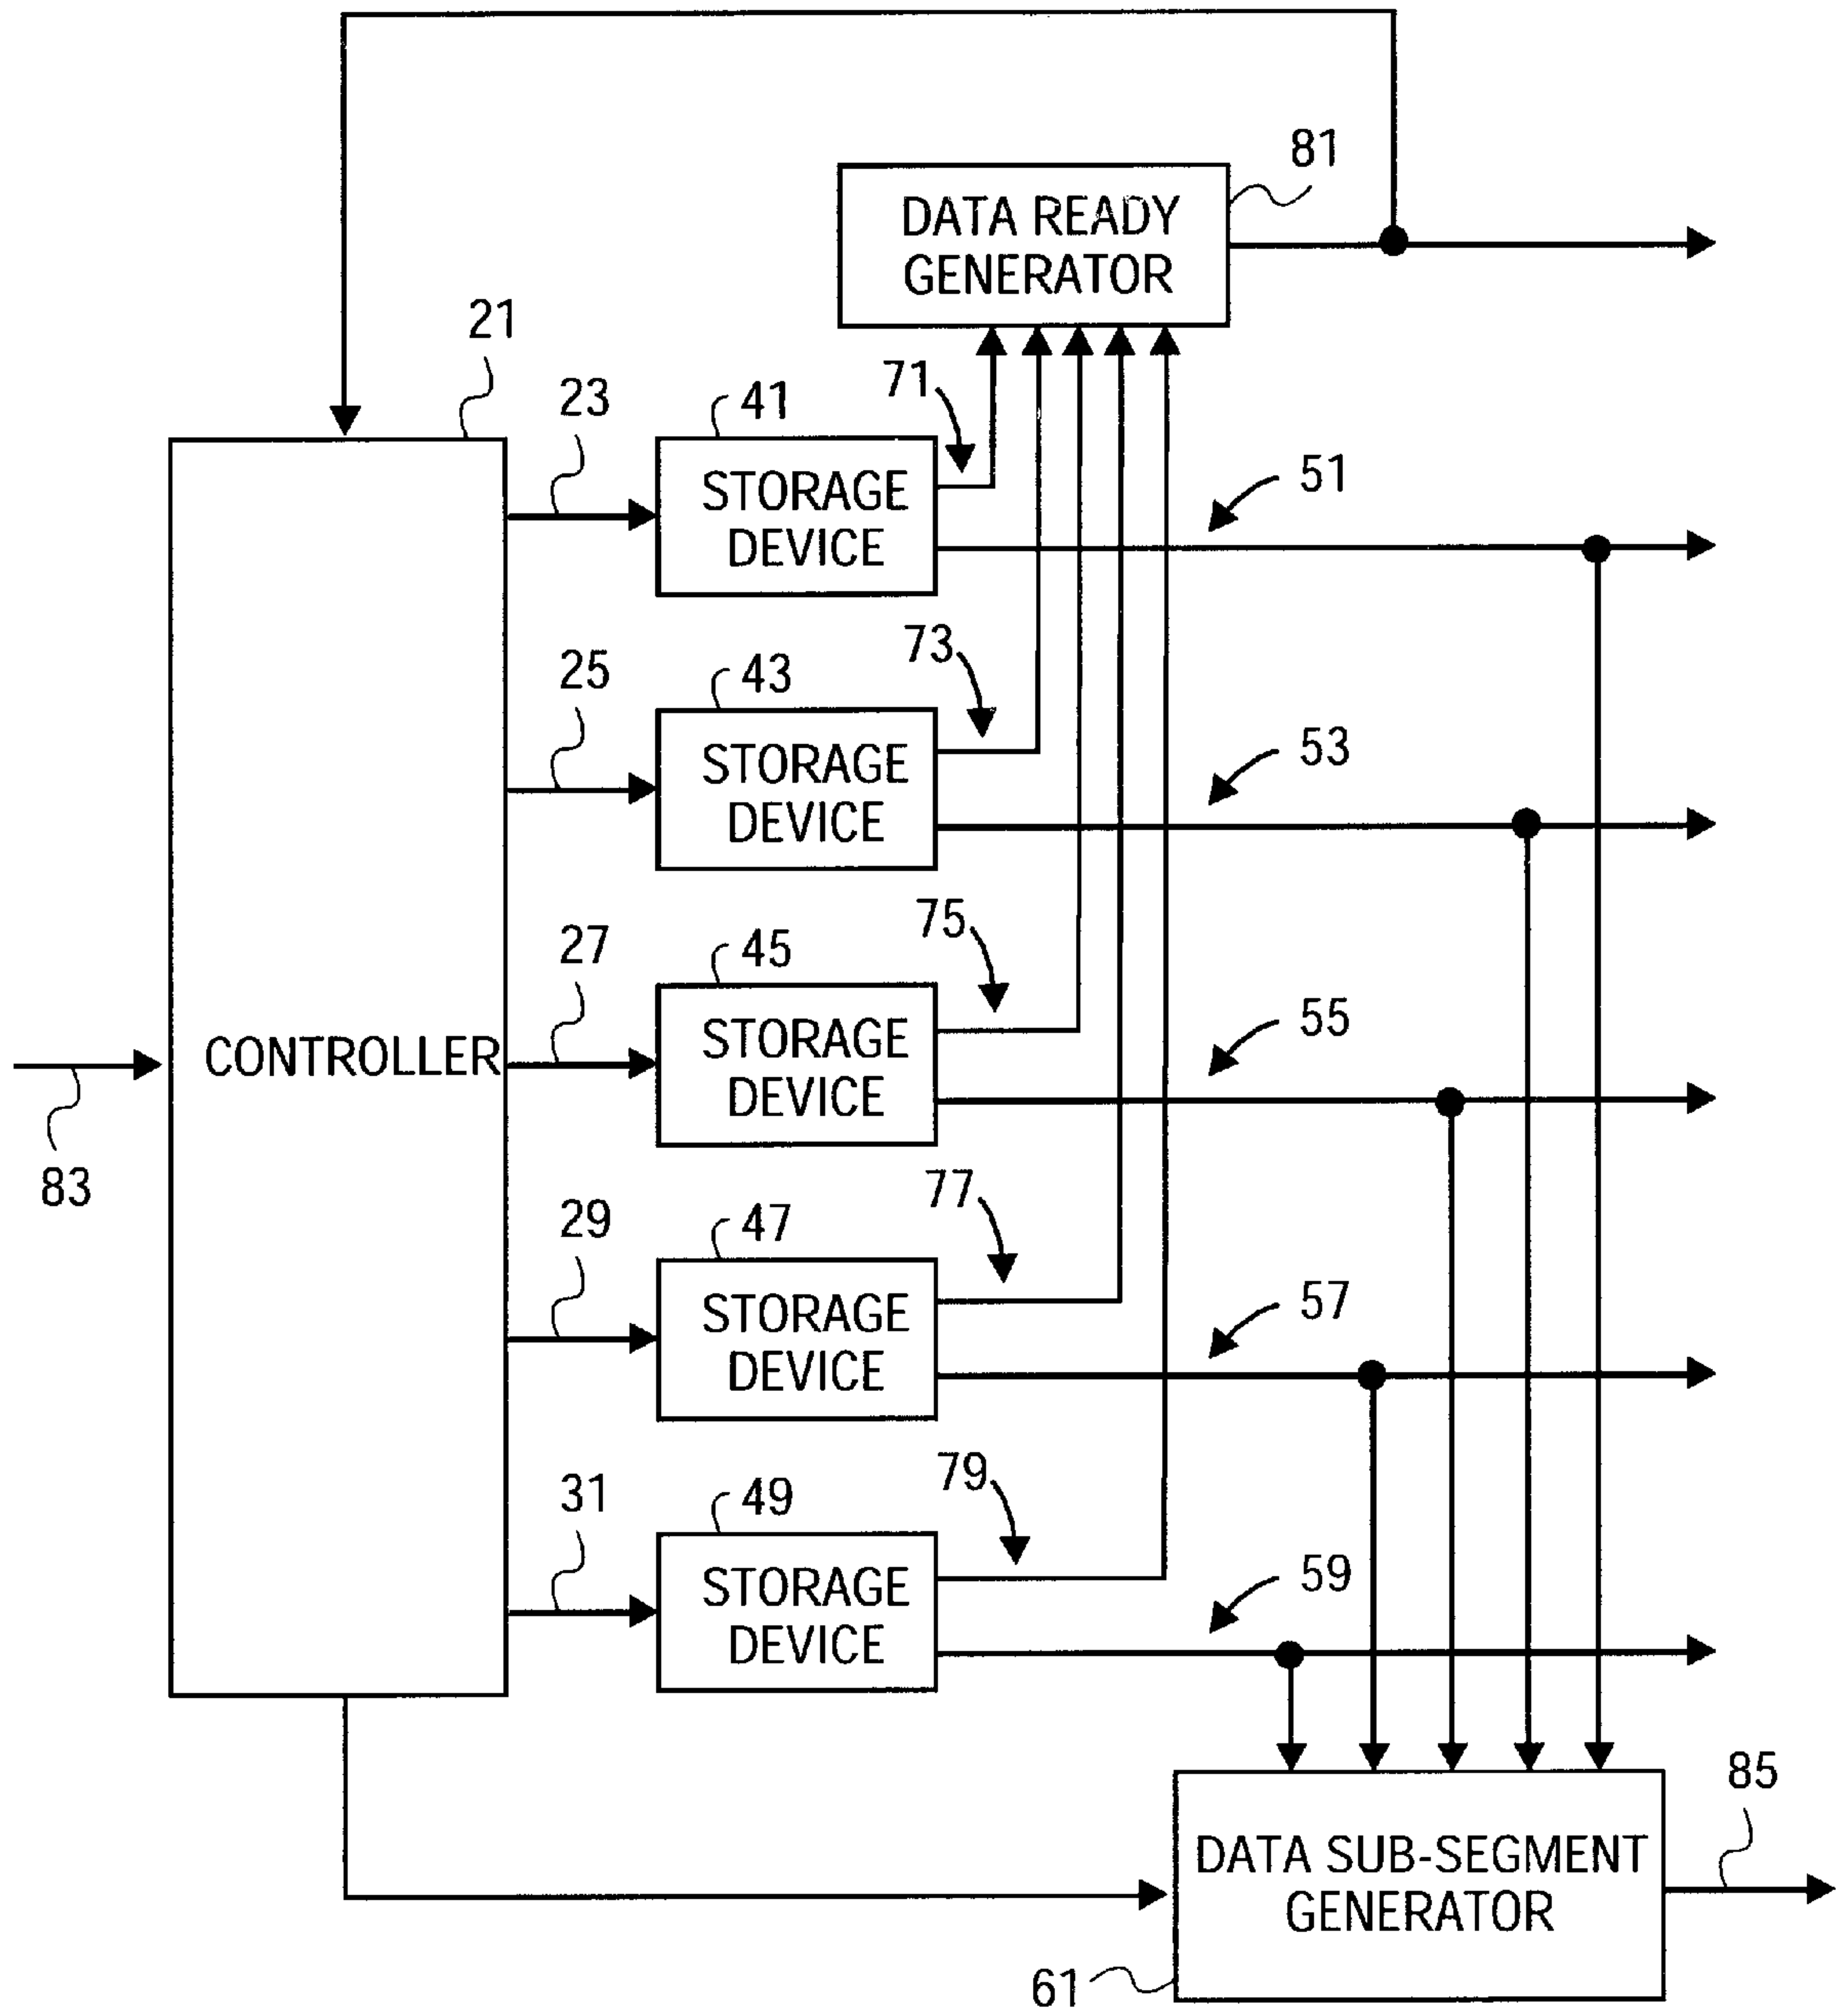 81
DATA READY
GENERATOR
21
23
41
71
STORAGE
DEVICE
51
25
43
73
STORAGE
DEVICE
53
27
45
75
STORAGE
DEVICE
55
CONTROLLER
83
29
47
77
STORAGE
DEVICE
57
31
49
79
STORAGE
DEVICE
59
85
DATA SUB-SEGMENT
GENERATOR
61